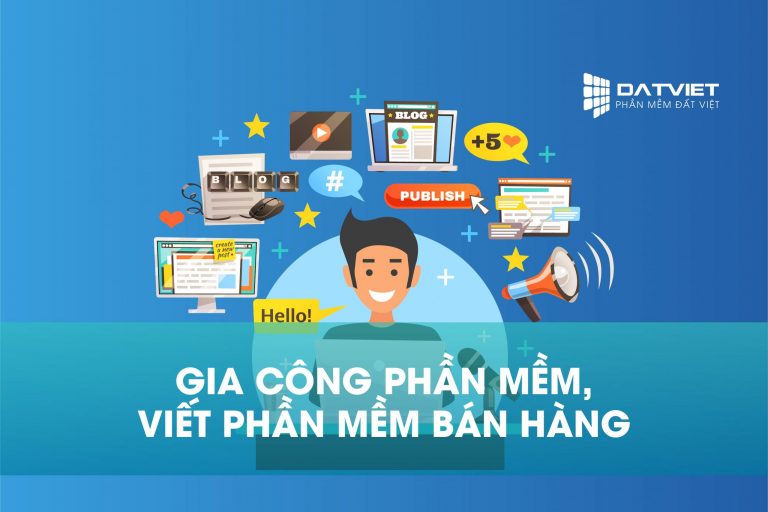 DATVIET
PHẦN MỀM ĐẤT VIỆT
BLOG
+5
#
BLOG
PUBLISH
create a new post
Hello!
GIA CÔNG PHẦN MỀM,
VIẾT PHẦN MỀM BÁN HÀNG